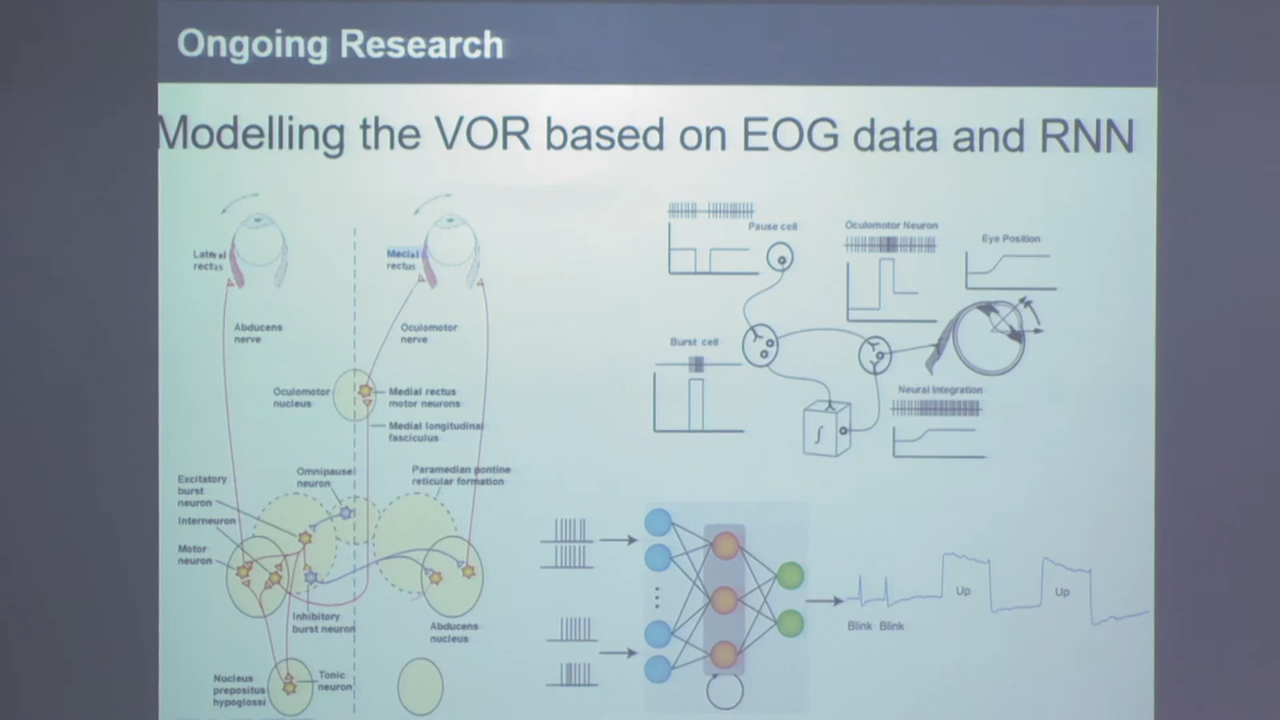 Ongoing Research
Modelling the VOR based on EOG data and RNN
Lateral
rectus
Medial
rectus
Abducens
nerve
Oculomotor
nerve
Oculomotor
nucleus
Medial rectus
motor neurons
Medial longitudinal
fasciculus
Excitatory
burst
neuron
Omnipause
neuron
Paramedian pontine
reticular formation
Interneuron
Motor
neuron
Inhibitory
burst neuron
Abducens
nucleus
Nucleus
prepositus
hypoglossi
Tonic
neuron
Pause cell
Oculomotor Neuron
Eye Position
Burst cell
Neural Integration
∫
Up
Up
Blink Blink